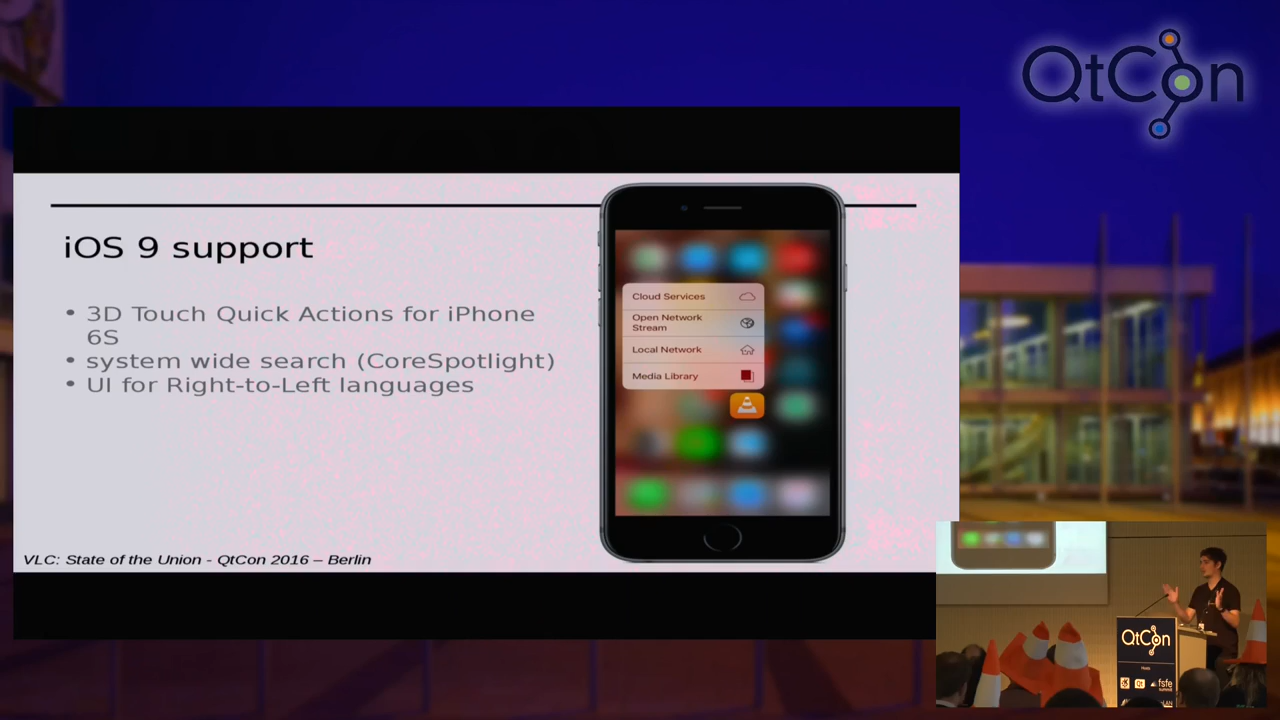 QtCon
iOS 9 support
• 3D Touch Quick Actions for iPhone
6S
• system wide search (CoreSpotlight)
• UI for Right-to-Left languages
Cloud Services
Open Network
Stream
Local Network
Media Library
VLC: State of the Union - QtCon 2016 – Berlin
QtCon
Qt
fsfe